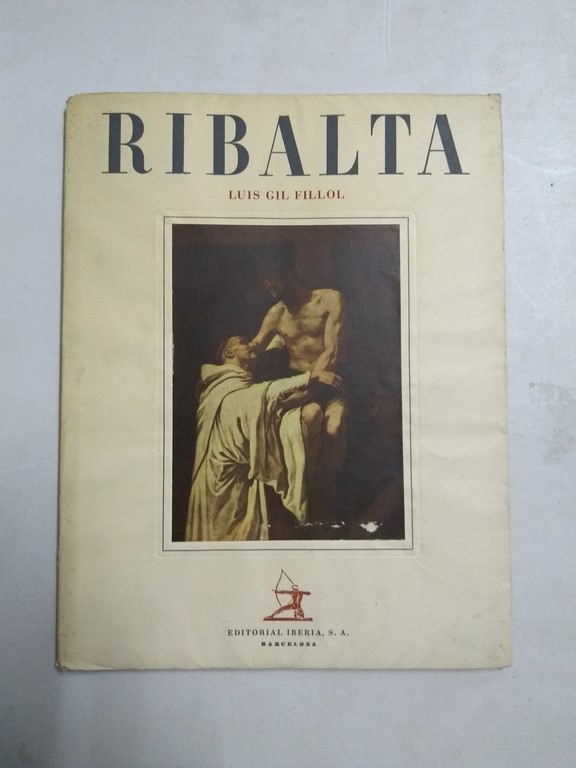 RIBALTA
LUIS GIL FILLOL
EDITORIAL IBERIA, S. A.
BARCELONA